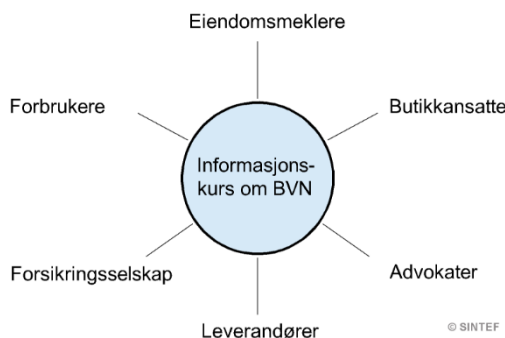 Eiendomsmeklere
Forbrukere
Butikkansatte
Informasjons-
kurs om BVN
Forsikringsselskap
Advokater
Leverandører
© SINTEF